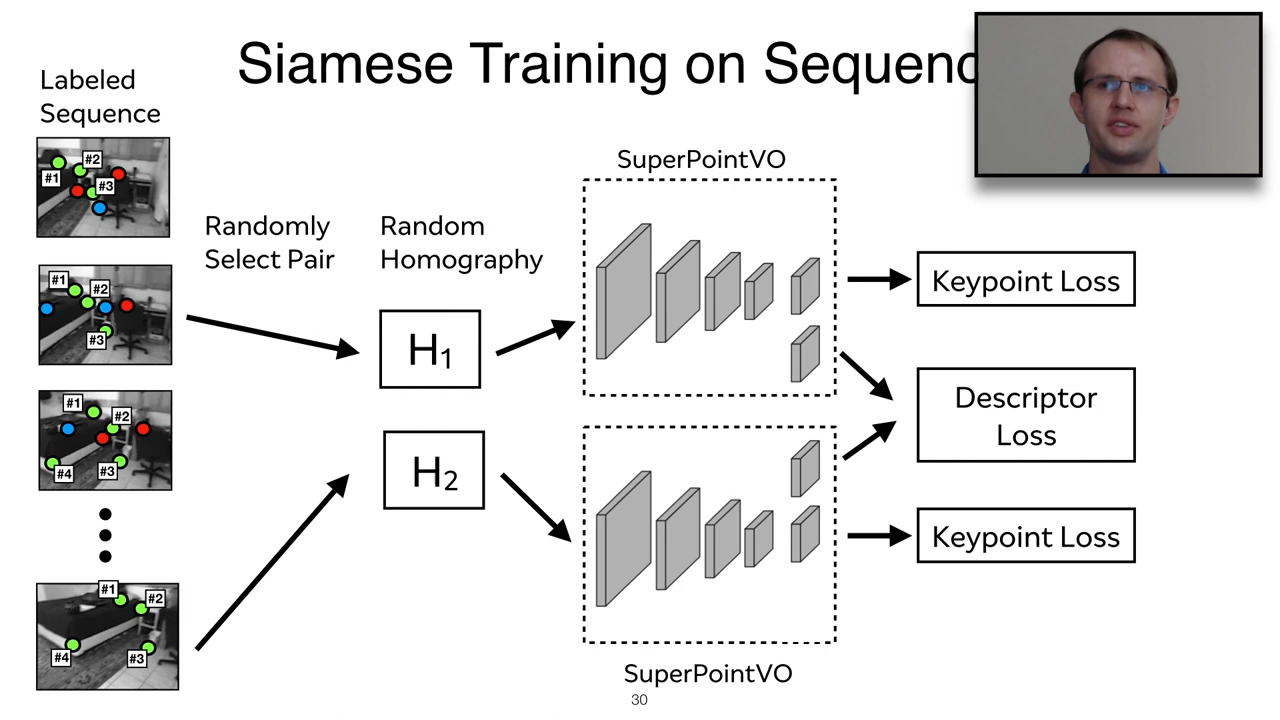 Siamese Training on Sequenc
Labeled
Sequence
#1
#2
#3
#1
#2
#3
#1
#2
#4
#3
#1
#2
#4
#3
Randomly
Select Pair
Random
Homography
H1
H2
SuperPointVO
SuperPointVO
Keypoint Loss
Descriptor
Loss
Keypoint Loss
30